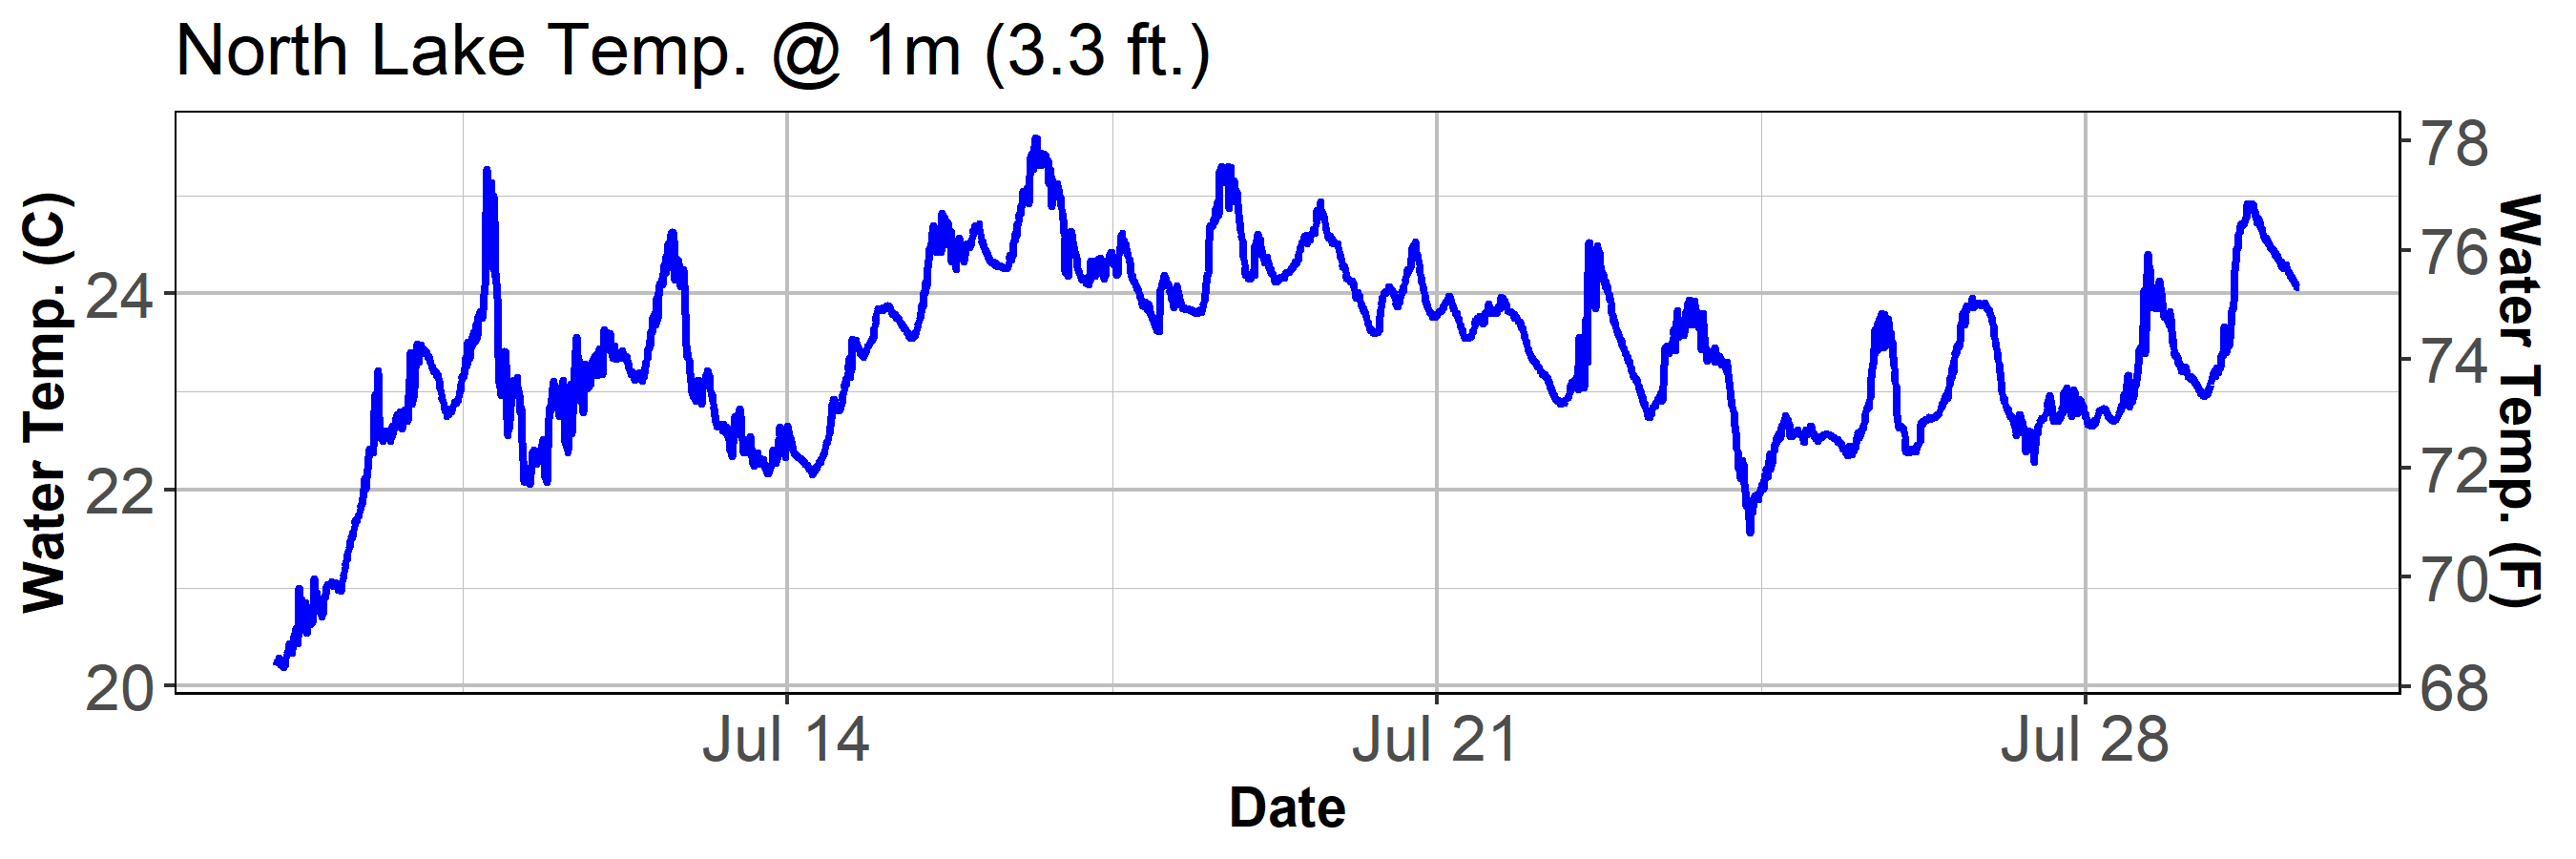 North Lake Temp. @ 1m (3.3 ft.)
Water Temp. (C)
24
22
20
78
76
74
72
70
68
Water Temp. (F)
Jul 14
Jul 21
Jul 28
Date